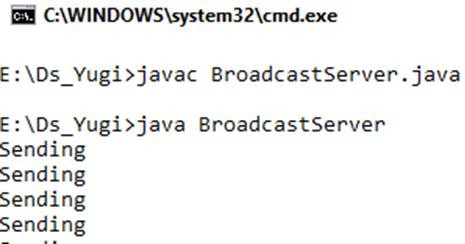 C:\WINDOWS\system32\cmd.exe
E:\Ds_Yugi>javac BroadcastServer.java
E:\Ds_Yugi>java BroadcastServer
Sending
Sending
Sending
Sending